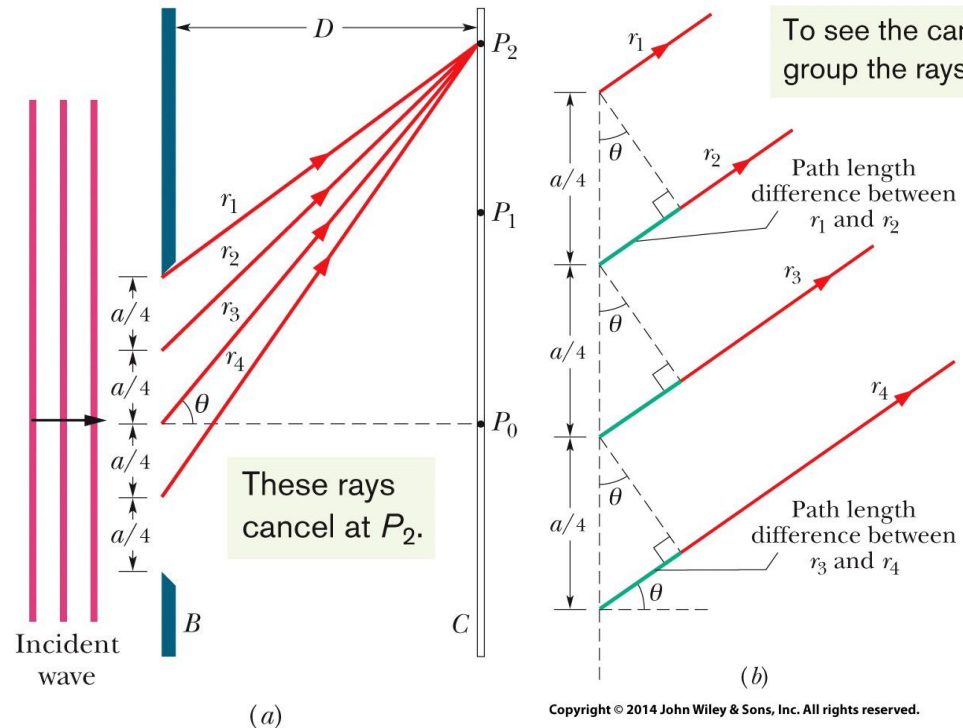 D
P2
r1
r2
r3
r4
P1
a/4
a/4
a/4
a/4
θ
P0
These rays
cancel at P2.
B
C
Incident
wave
(a)
To see the can
group the rays
r1
θ
a/4
r2
Path length
difference between
r1 and r2
r3
θ
a/4
r4
θ
a/4
Path length
difference between
r3 and r4
θ
(b)
Copyright © 2014 John Wiley & Sons, Inc. All rights reserved.